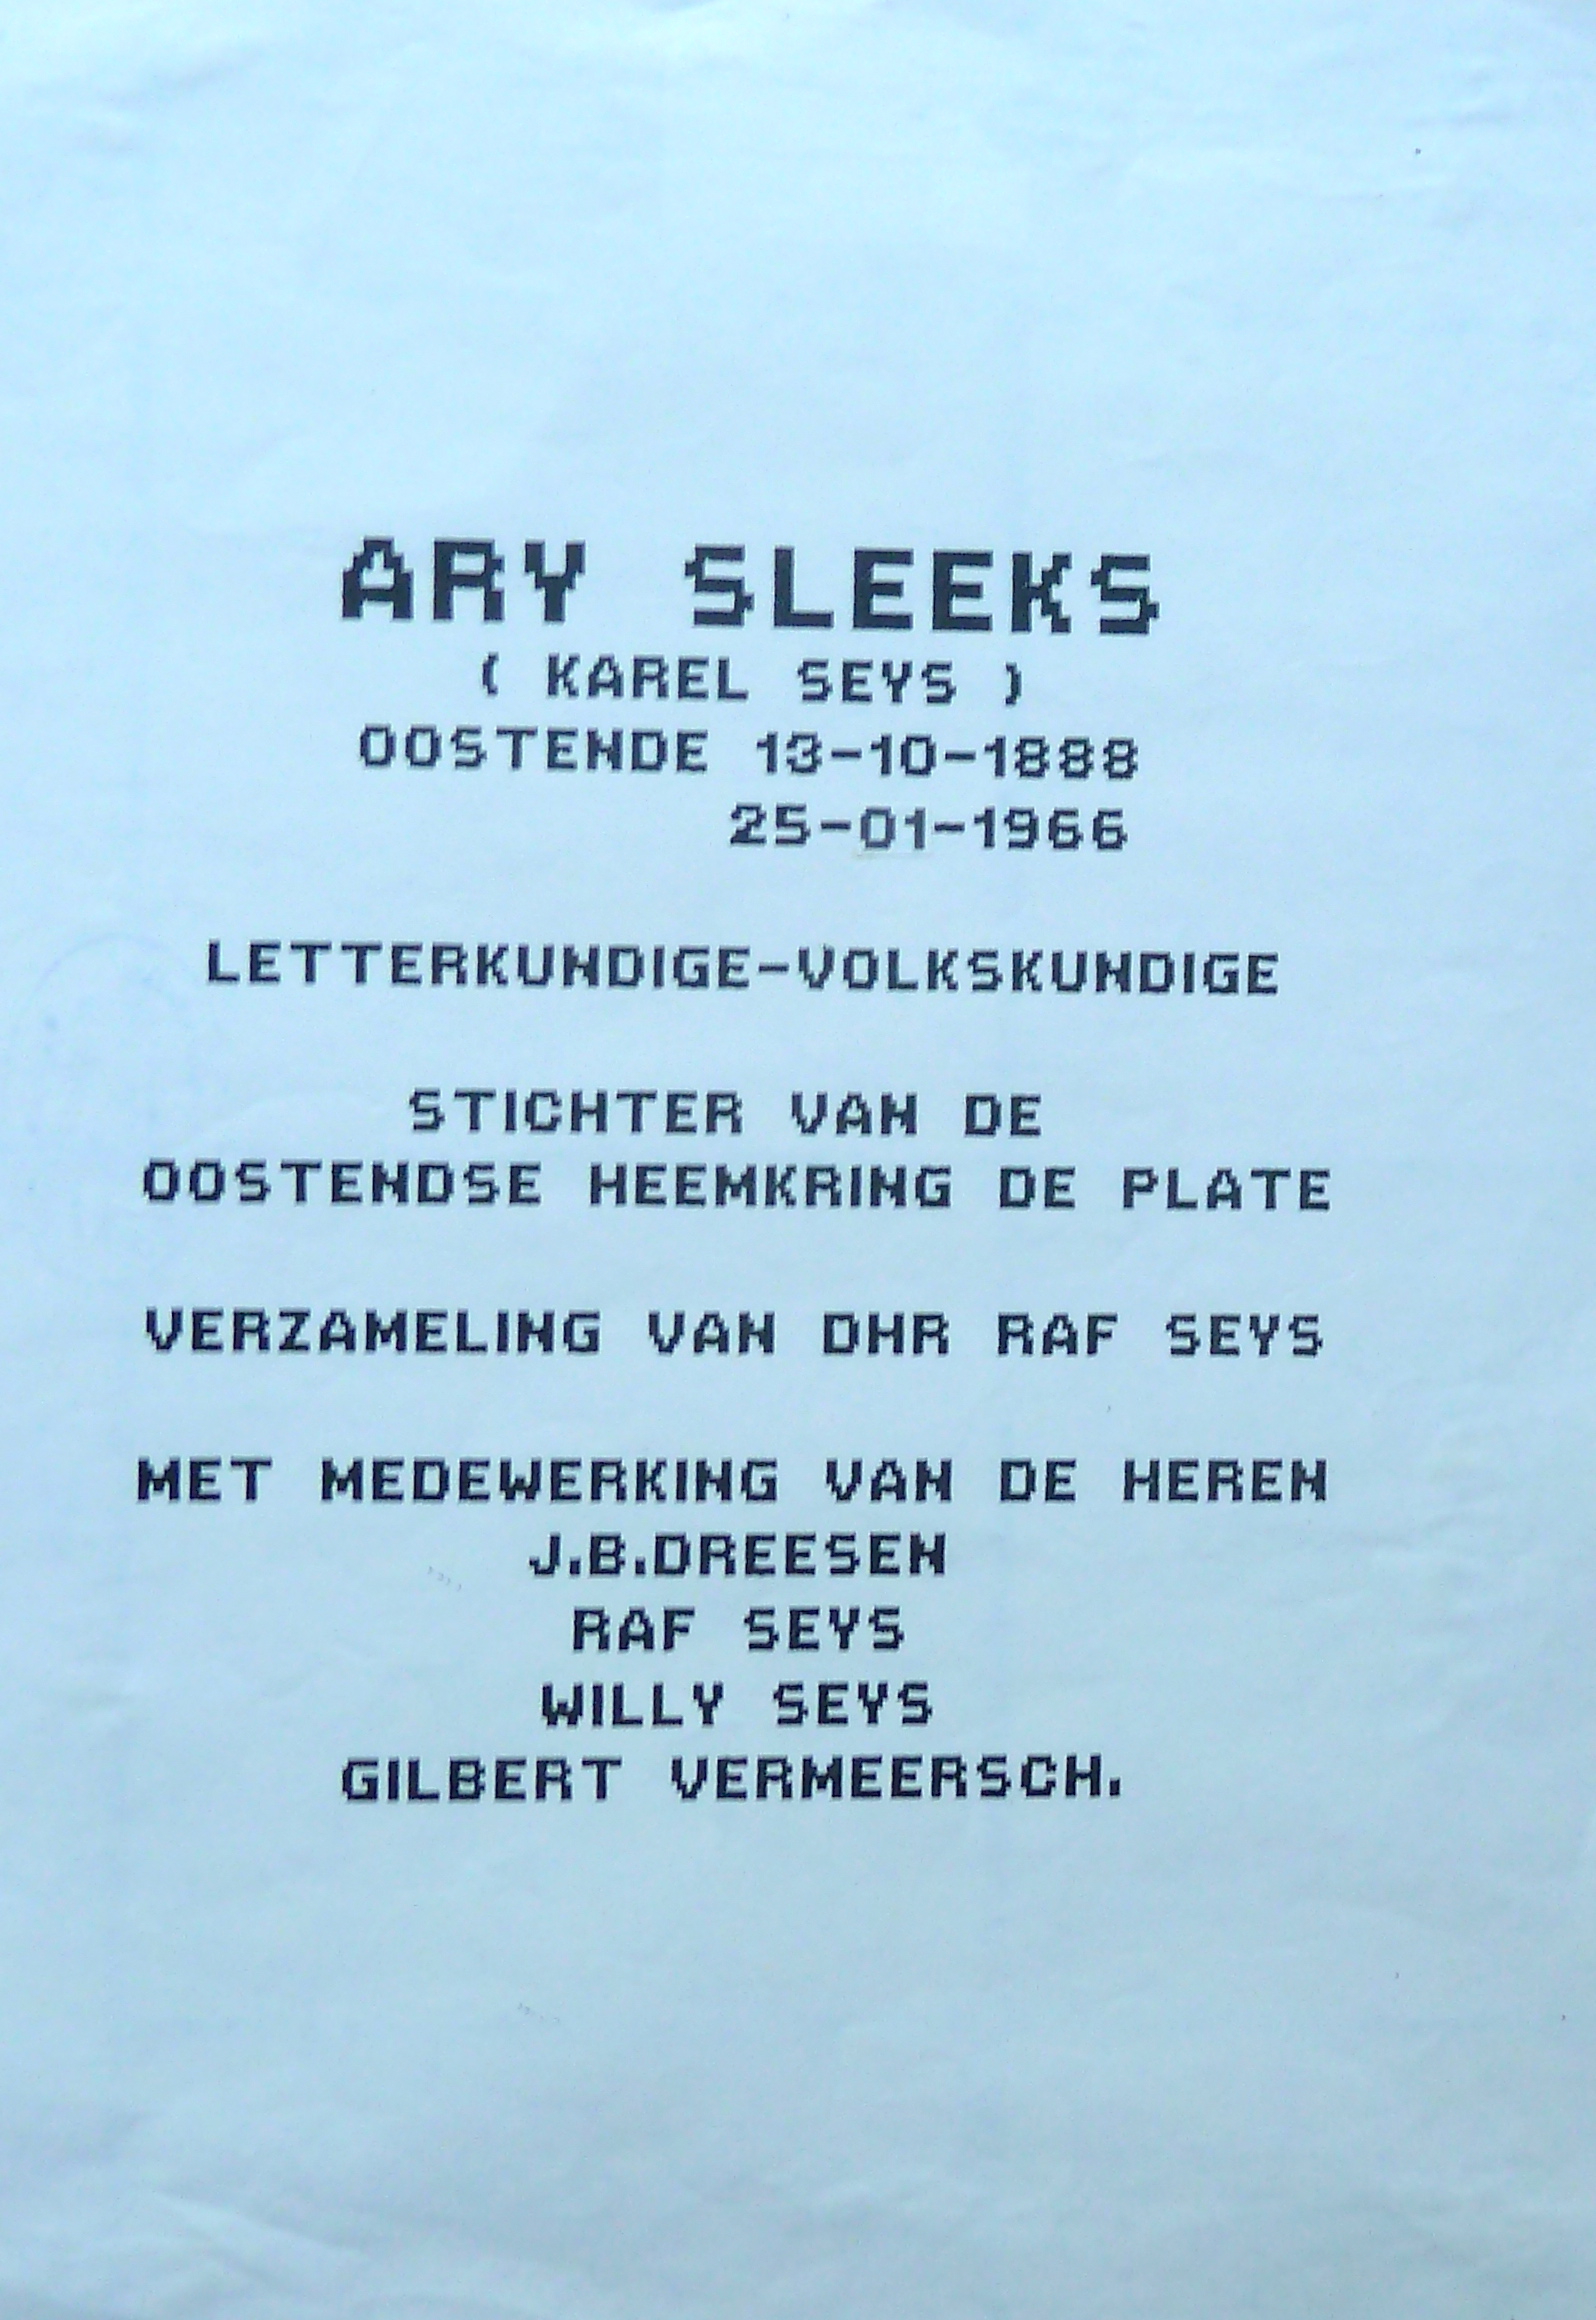 ARY SLEEKS
( KAREL SEYS )
OOSTENDE 13-10-1888
25-01-1966
LETTERKUNDIGE-VOLKSKUNDIGE
STICHTER VAN DE
OOSTENDSE HEEMKRING DE PLATE
VERZAMELING VAN DHR RAF SEYS
MET MEDEWERKING VAN DE HEREN
J.B.DREESEN
RAF SEYS
WILLY SEYS
GILBERT VERMEERSCH.